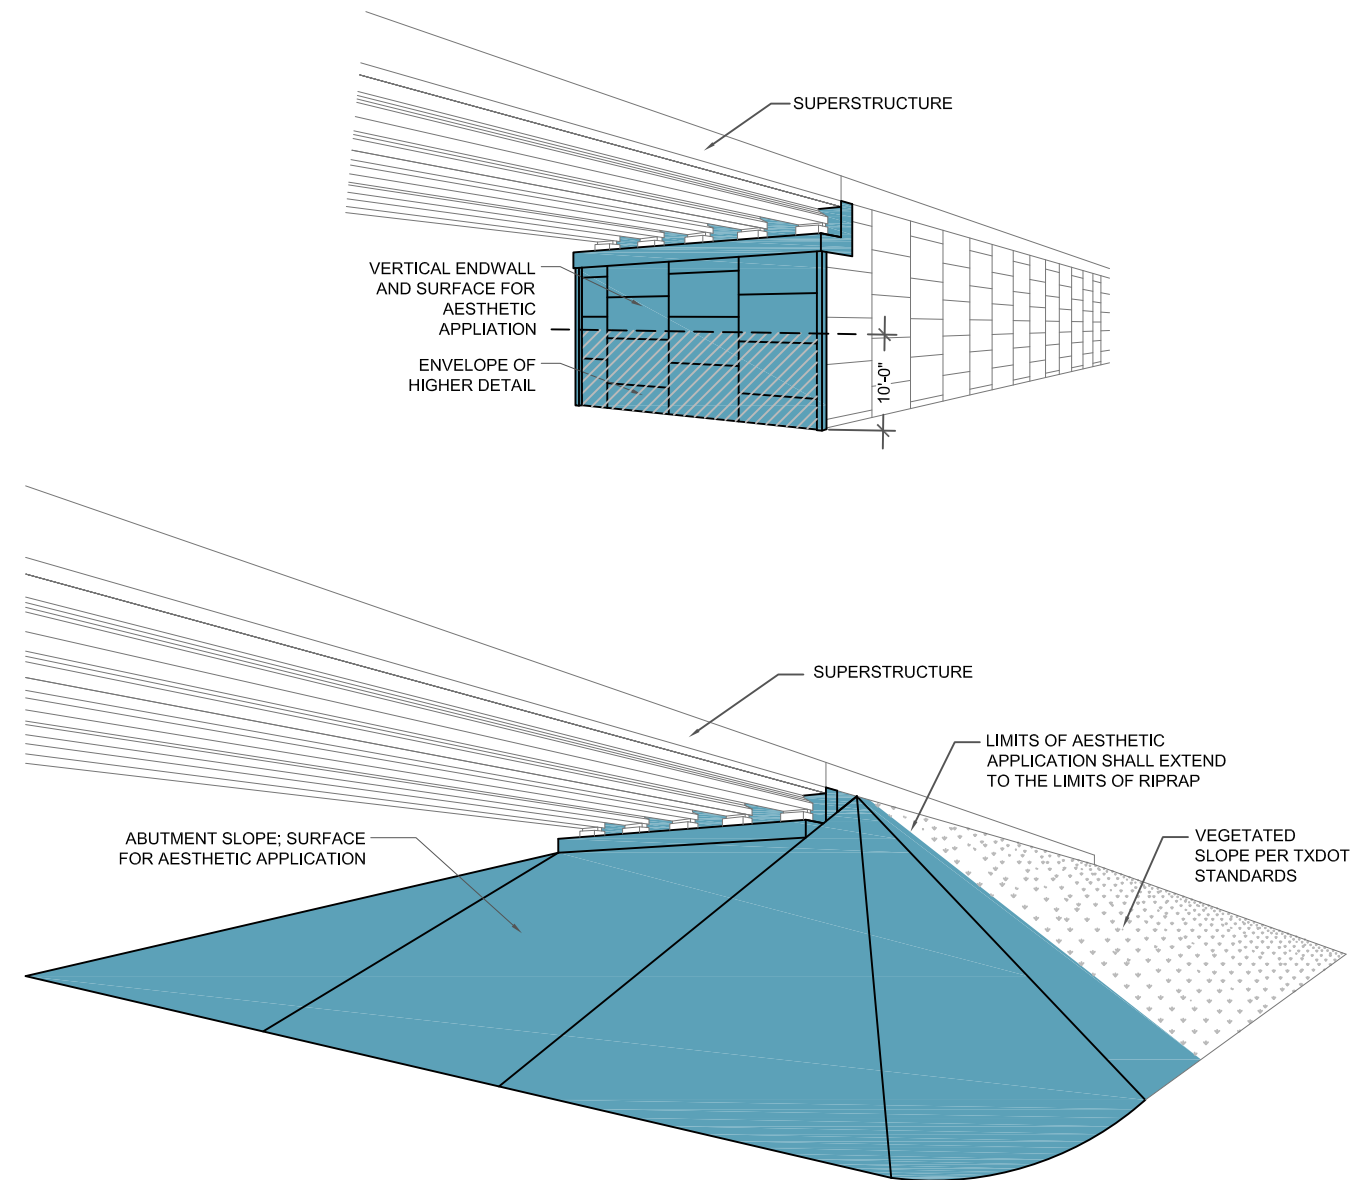 SUPERSTRUCTURE
VERTICAL ENDWALL
AND SURFACE FOR
AESTHETIC
APPLIATION
ENVELOPE OF
HIGHER DETAIL
10'-0"
SUPERSTRUCTURE
LIMITS OF AESTHETIC
APPLICATION SHALL EXTEND
TO THE LIMITS OF RIPRAP
ABUTMENT SLOPE; SURFACE
FOR AESTHETIC APPLICATION
VEGETATED
SLOPE PER TXDOT
STANDARDS